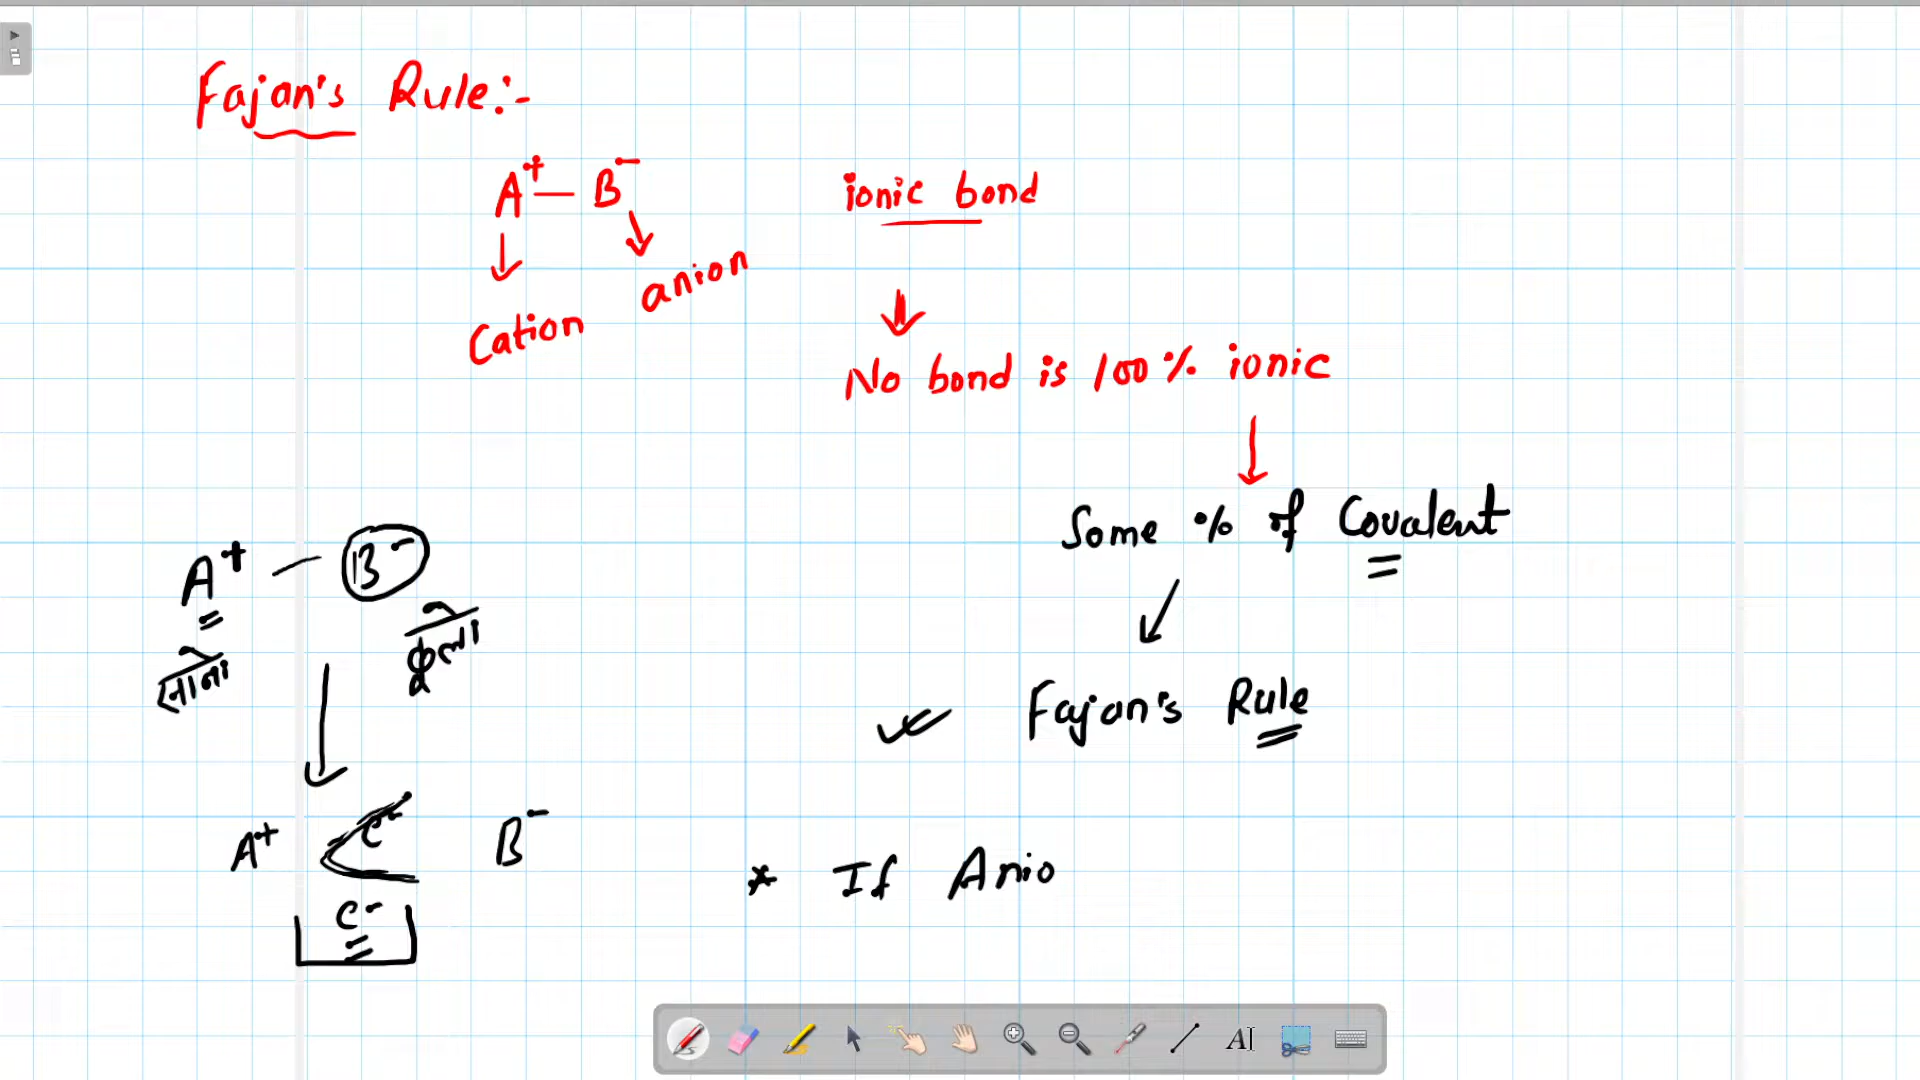 Fajan's Rule:-
A⁺ — B⁻ ionic bond
Cation anion
No bond is 100% ionic
Some % of Covalent
A⁺ — B⁻
Fajan's Rule
A⁺ e⁻ B⁻
e⁻
* If Anio